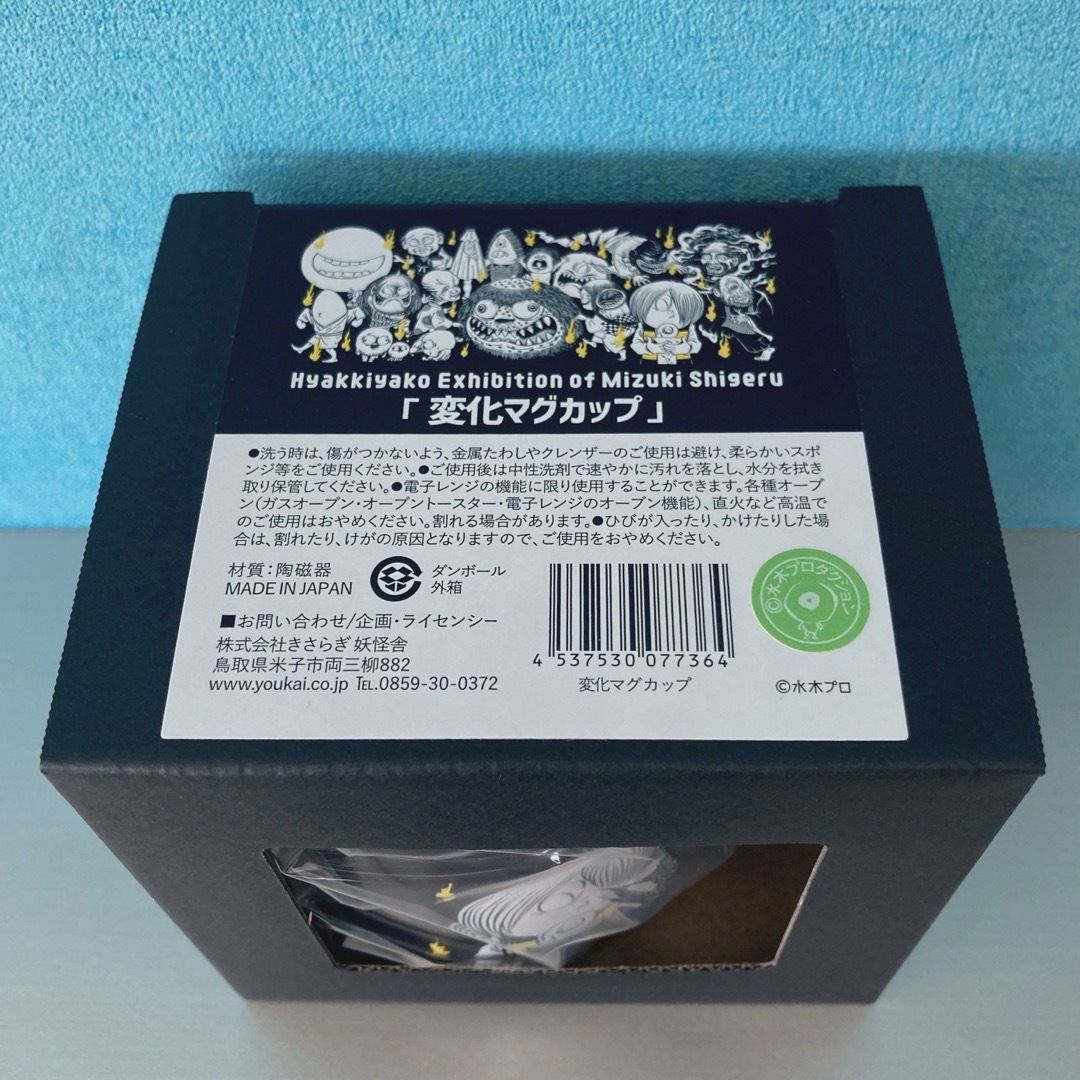 Hyakkiyako Exhibition of Mizuki Shigeru
「変化マグカップ」
●洗う時は、傷がつかないよう、金属たわしやクレンザーのご使用は避け、柔らかいスポ
ンジ等をご使用ください。●ご使用後は中性洗剤で速やかに汚れを落とし、水分を拭き
取り保管してください。●電子レンジの機能に限り使用することができます。各種オーブ
ン(ガスオーブン・オーブントースター・電子レンジのオーブン機能)、直火など高温で
のご使用はおやめください。割れる場合があります。●ひびが入ったり、かけたりした場
合は、割れたり、けがの原因となりますので、ご使用をおやめください。
材質：陶磁器
MADE IN JAPAN
ダンボール
外箱
■お問い合わせ/企画・ライセンシー
株式会社きさらぎ 妖怪舎
鳥取県米子市両三柳882
www.youkai.co.jp TEL.0859-30-0372
4 537530 077364
変化マグカップ
©水木プロダクション
©水木プロ